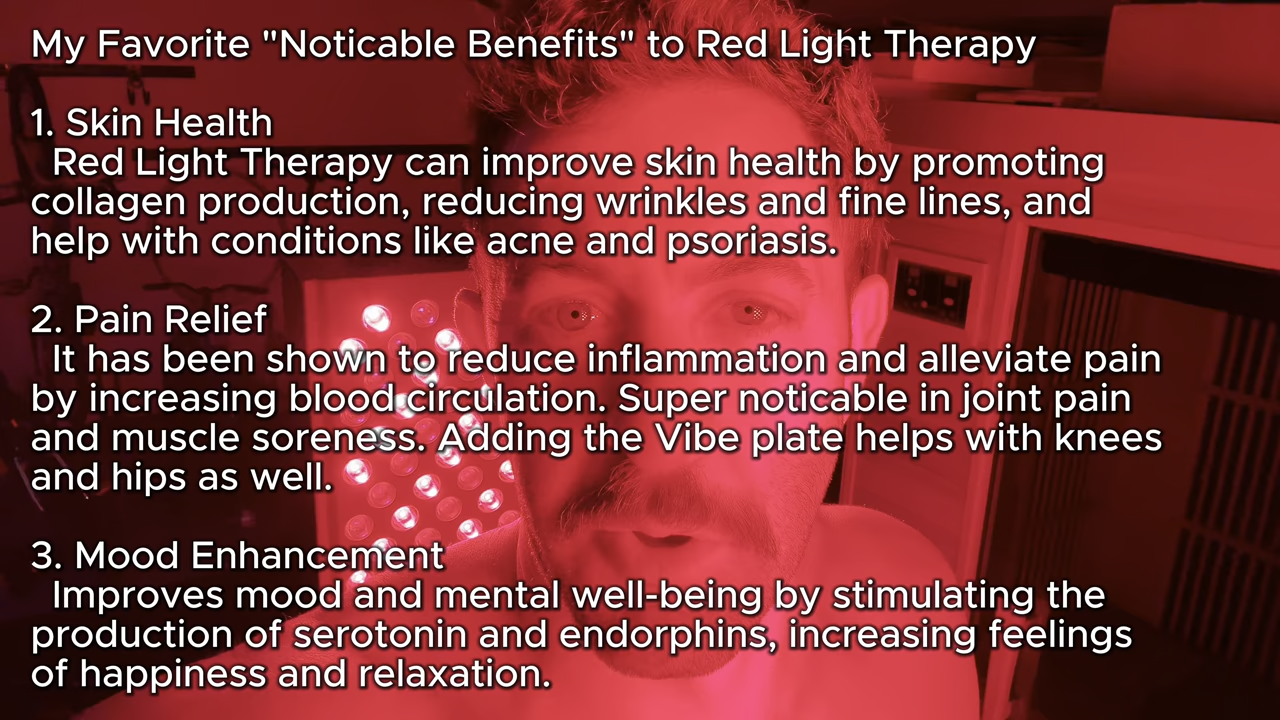 My Favorite "Noticable Benefits" to Red Light Therapy
1. Skin Health
Red Light Therapy can improve skin health by promoting
collagen production, reducing wrinkles and fine lines, and
help with conditions like acne and psoriasis.
2. Pain Relief
It has been shown to reduce inflammation and alleviate pain
by increasing blood circulation. Super noticable in joint pain
and muscle soreness. Adding the Vibe plate helps with knees
and hips as well.
3. Mood Enhancement
Improves mood and mental well-being by stimulating the
production of serotonin and endorphins, increasing feelings
of happiness and relaxation.